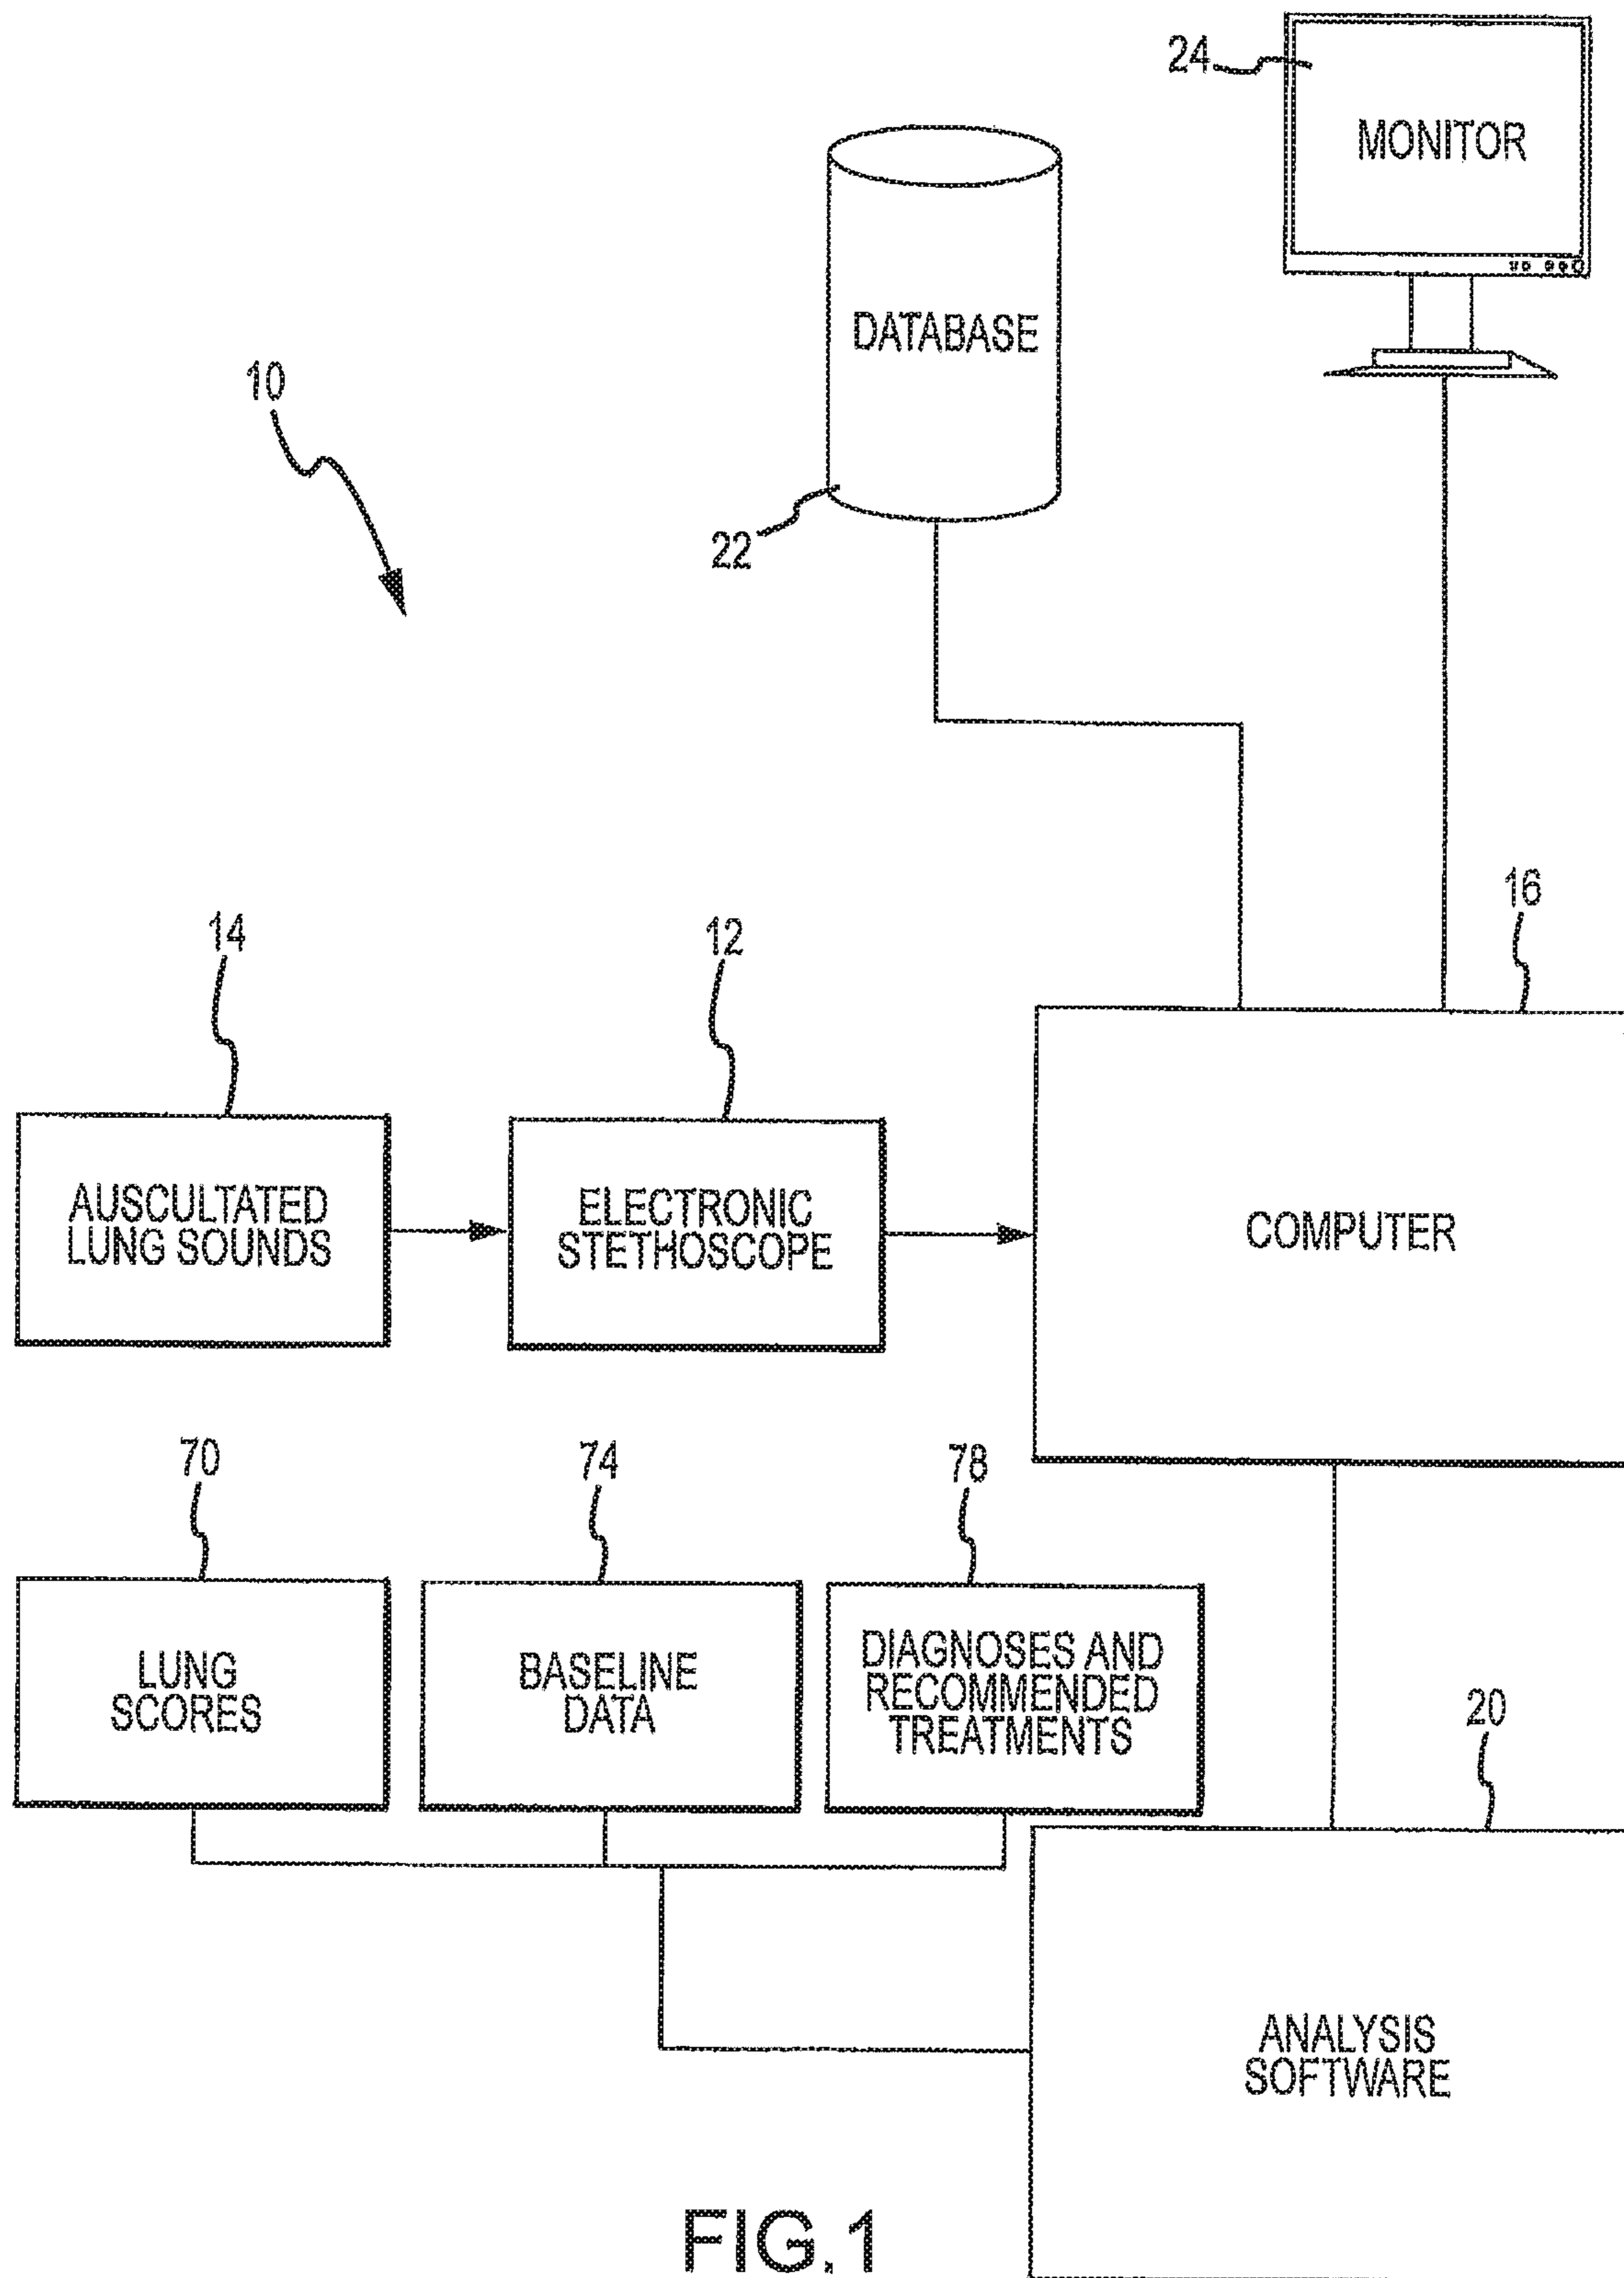 24
MONITOR
DATABASE
10
22
16
14
12
AUSCULTATED
LUNG SOUNDS
ELECTRONIC
STETHOSCOPE
COMPUTER
70
74
78
LUNG
SCORES
BASELINE
DATA
DIAGNOSES AND
RECOMMENDED
TREATMENTS
20
ANALYSIS
SOFTWARE
FIG.1